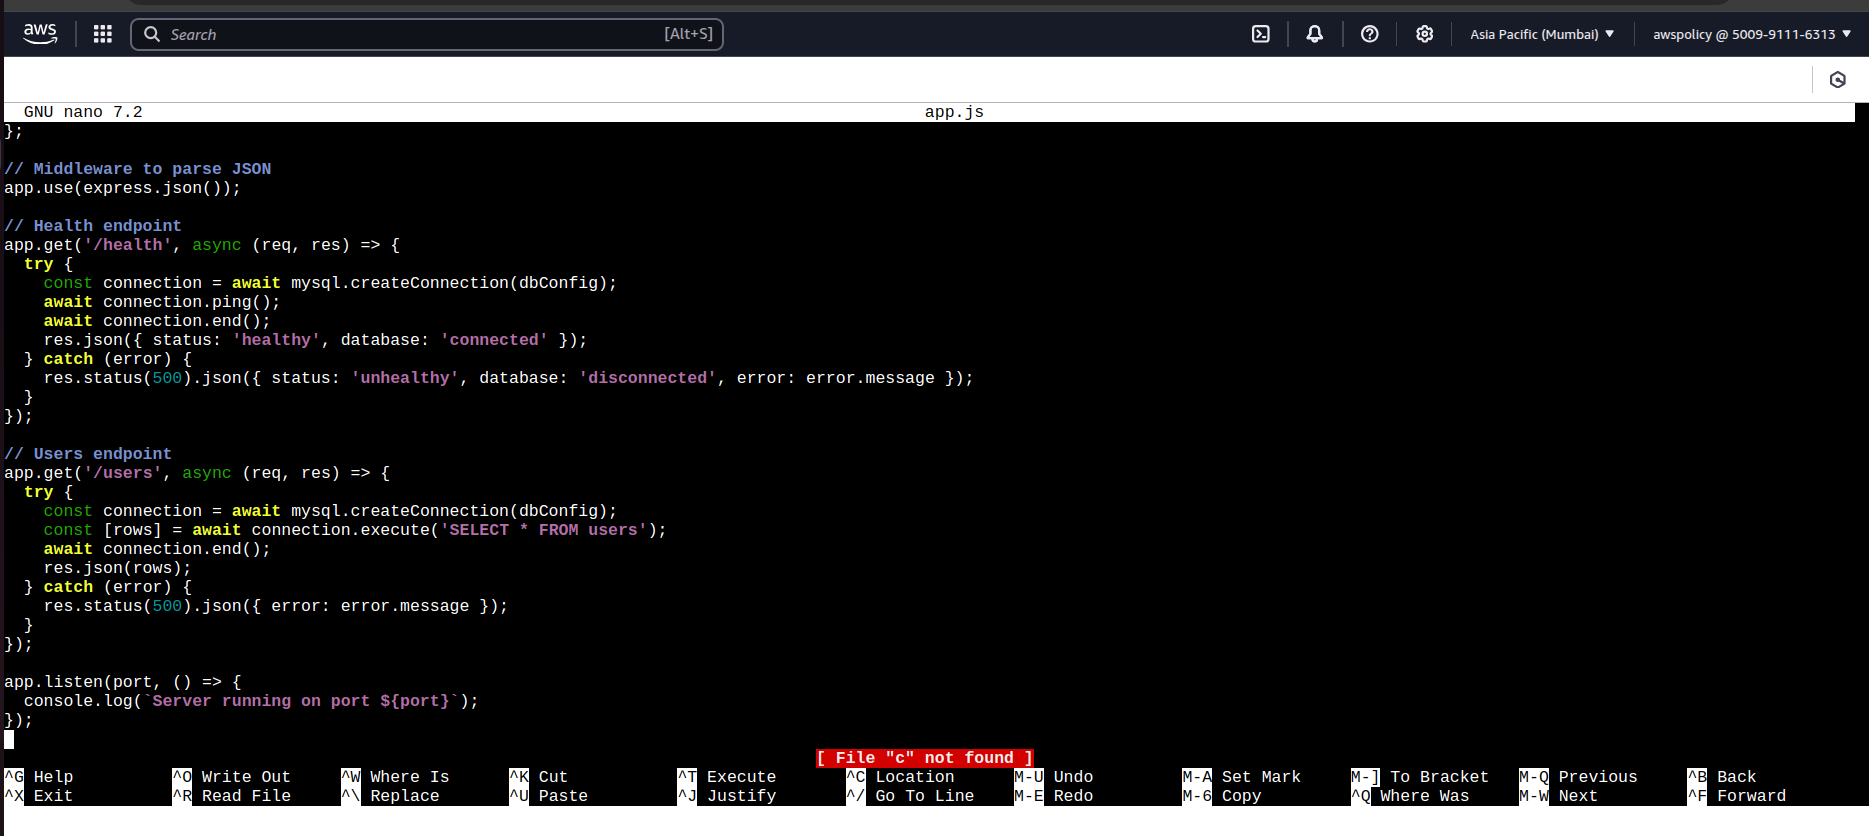 aws Search [Alt+S] Asia Pacific (Mumbai) ▼ awspolicy @ 5009-9111-6313 ▼
GNU nano 7.2 app.js
};
// Middleware to parse JSON
app.use(express.json());
// Health endpoint
app.get('/health', async (req, res) => {
  try {
    const connection = await mysql.createConnection(dbConfig);
    await connection.ping();
    await connection.end();
    res.json({ status: 'healthy', database: 'connected' });
  } catch (error) {
    res.status(500).json({ status: 'unhealthy', database: 'disconnected', error: error.message });
  }
});
// Users endpoint
app.get('/users', async (req, res) => {
  try {
    const connection = await mysql.createConnection(dbConfig);
    const [rows] = await connection.execute('SELECT * FROM users');
    await connection.end();
    res.json(rows);
  } catch (error) {
    res.status(500).json({ error: error.message });
  }
});
app.listen(port, () => {
  console.log(`Server running on port ${port}`);
});
[ File "c" not found ]
^G Help ^O Write Out ^W Where Is ^K Cut ^T Execute ^C Location M-U Undo M-A Set Mark M-] To Bracket M-Q Previous ^B Back
^X Exit ^R Read File ^\ Replace ^U Paste ^J Justify ^/ Go To Line M-E Redo M-6 Copy ^Q Where Was M-W Next ^F Forward